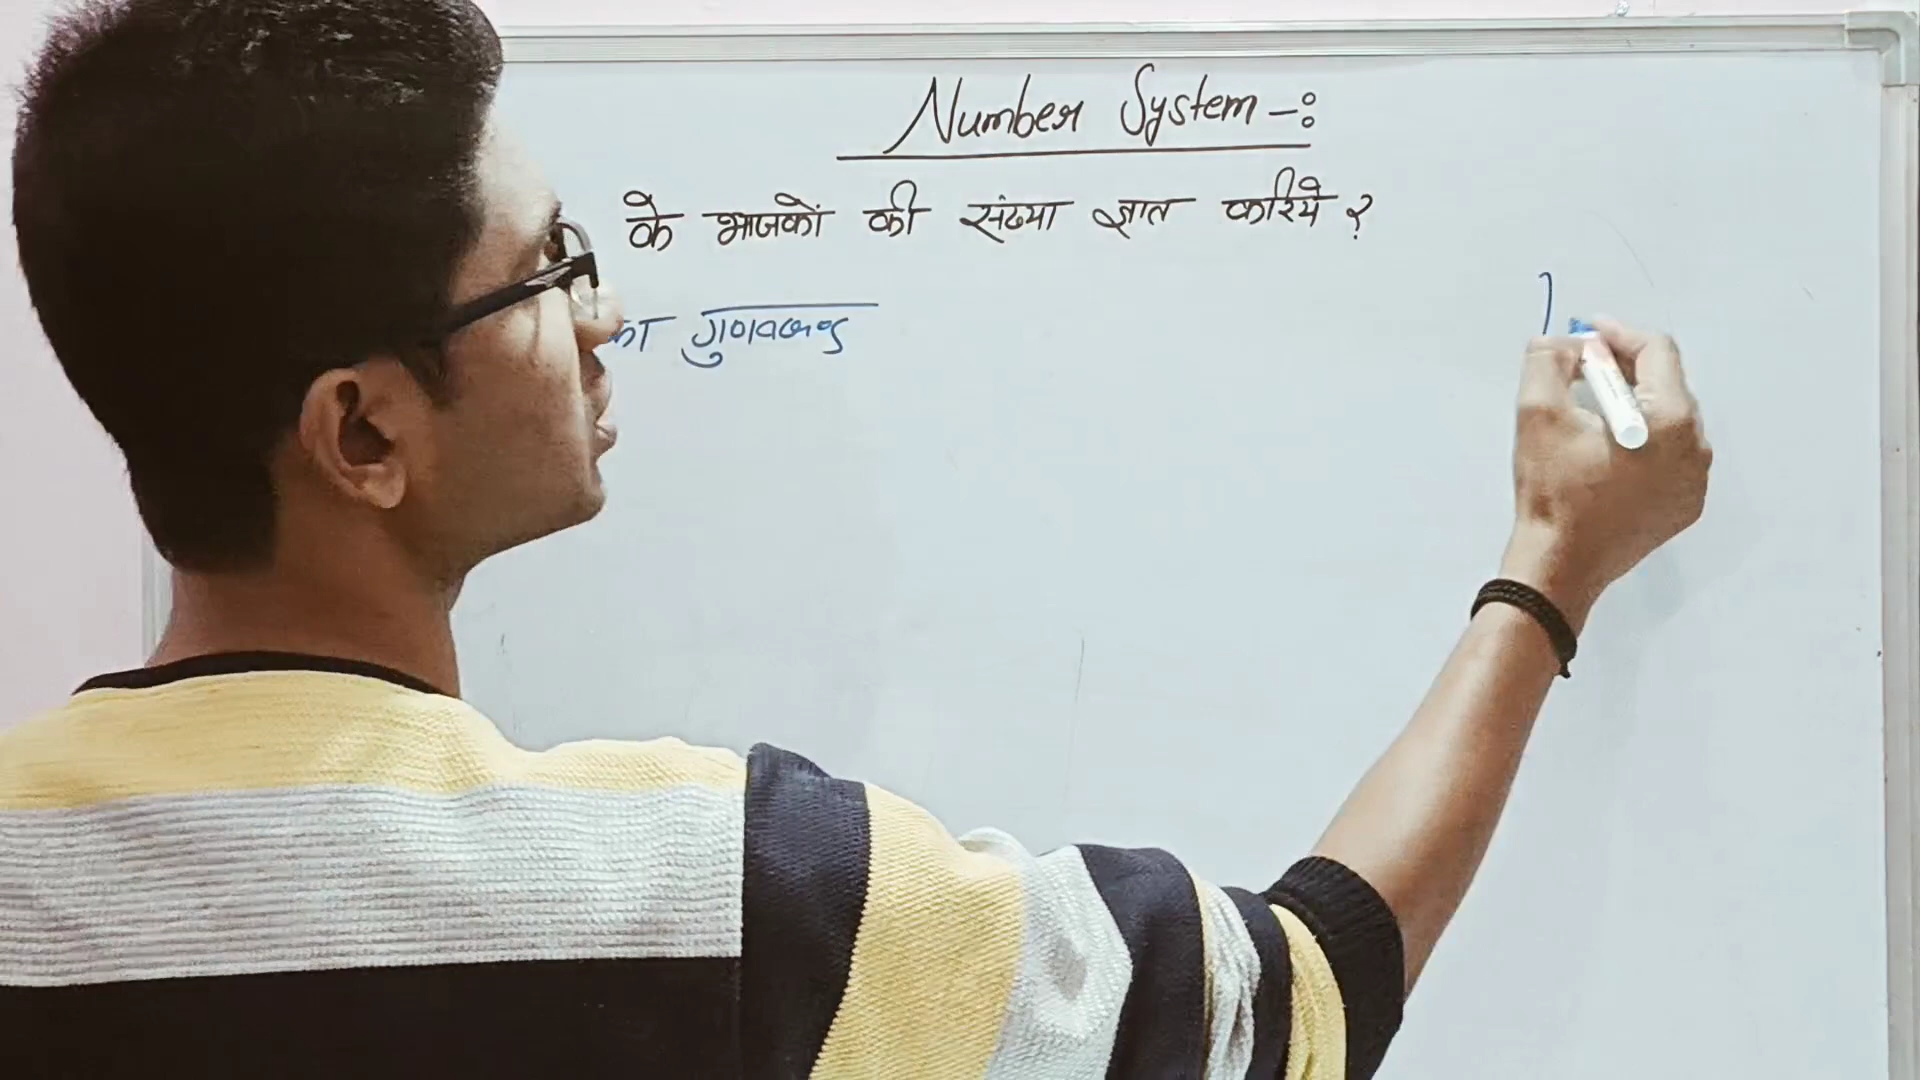 Number System -:
के भाजकों की संख्या ज्ञात करिये ?
का गुणनखण्ड